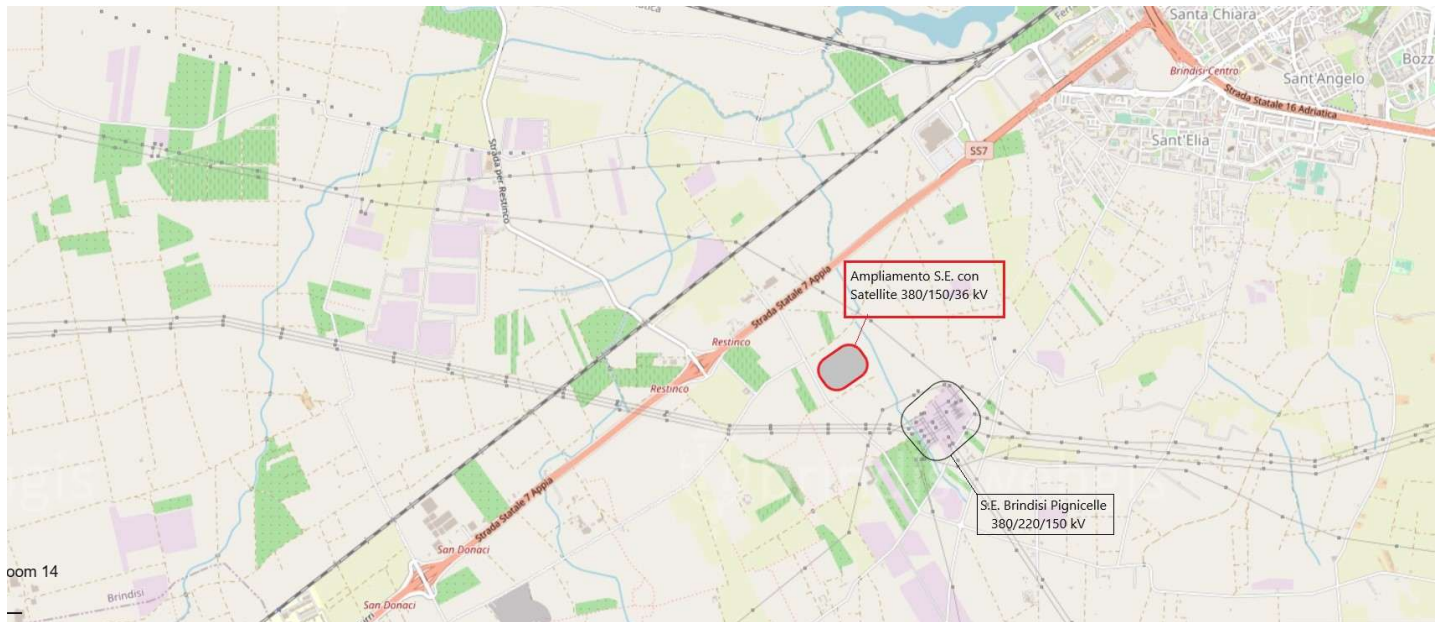 Santa Chiara
Bozz
Brindisi Centro
Sant'Angelo
Strada Statale 16 Adriatica
Sant'Elia
SS7
Strada per Restinco
Ampliamento S.E. con
Satellite 380/150/36 kV
Strada Statale 7 Appia
Restinco
Restinco
S.E. Brindisi Pignicelle
380/220/150 kV
Strada Statale 7 Appia
San Donaci
oom 14
Brindisi
San Donaci